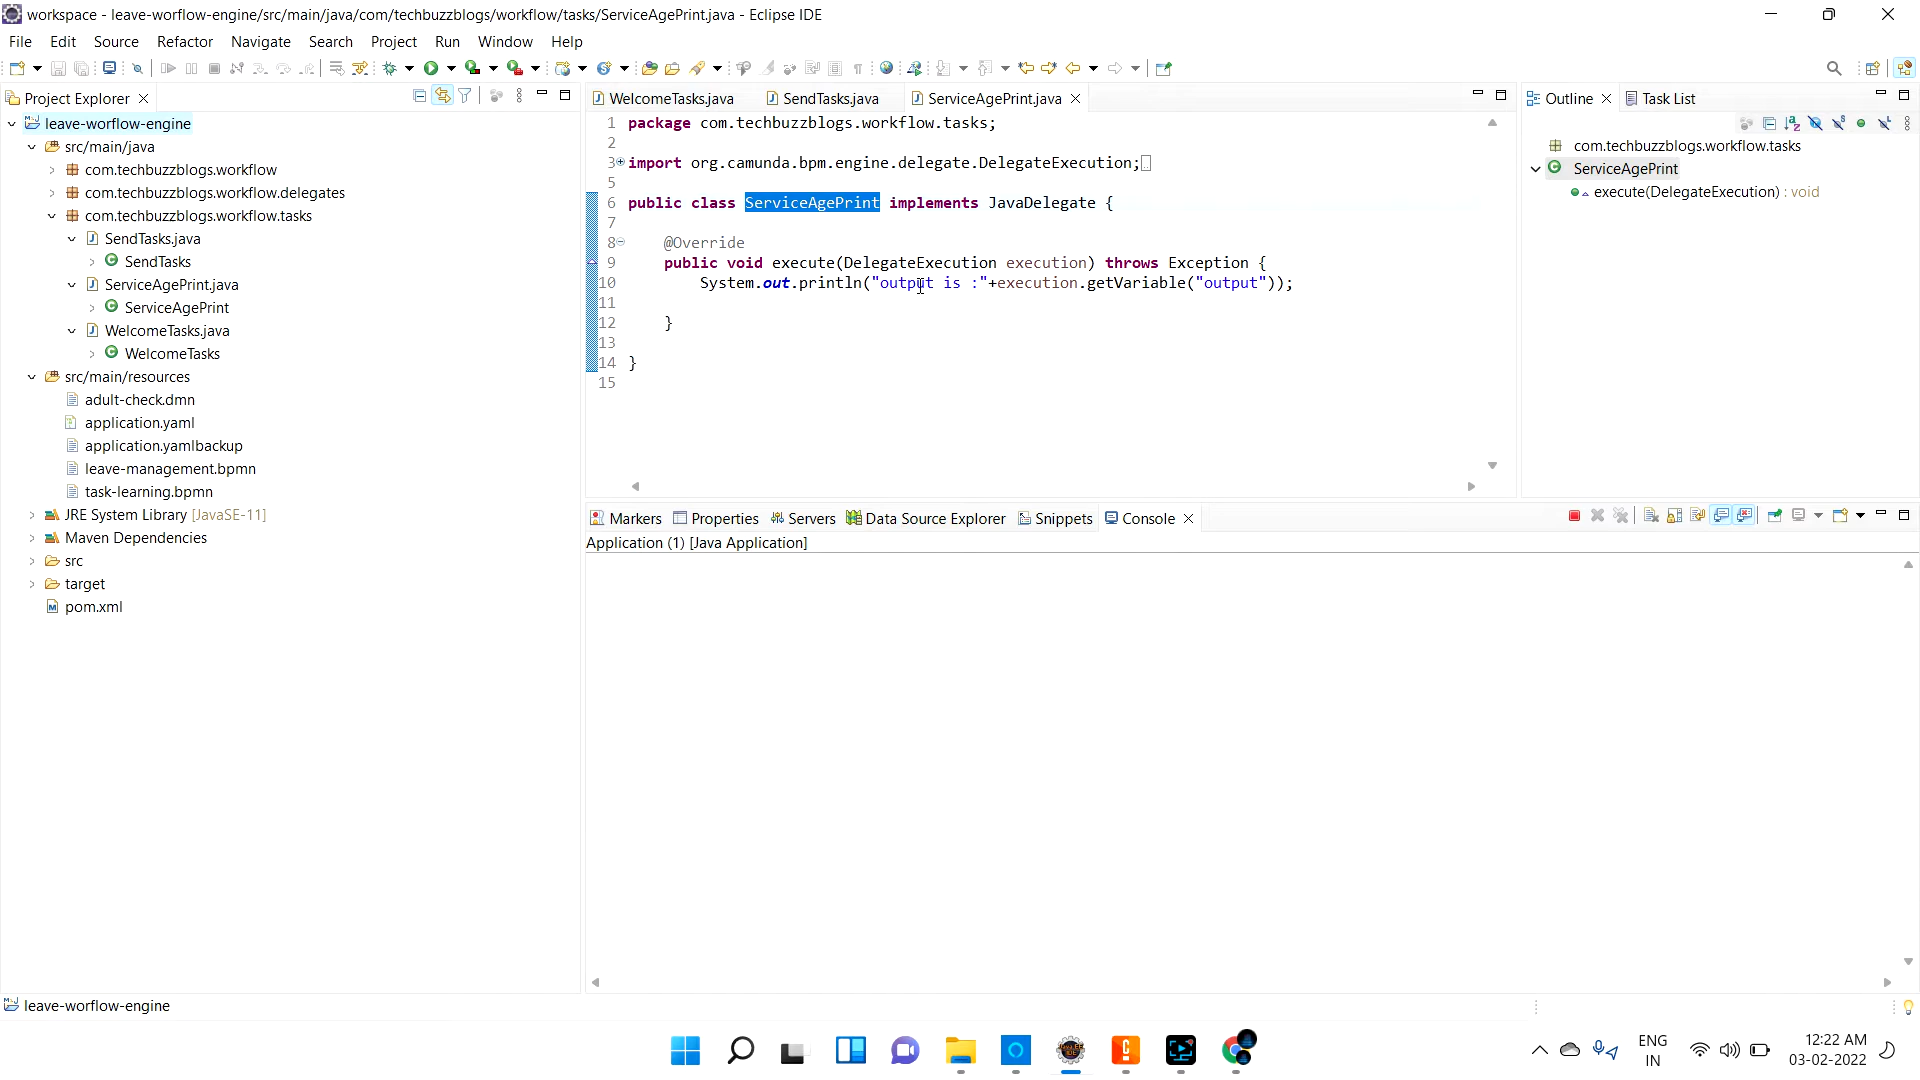 workspace - leave-worflow-engine/src/main/java/com/techbuzzblogs/workflow/tasks/ServiceAgePrint.java - Eclipse IDE
File Edit Source Refactor Navigate Search Project Run Window Help
Project Explorer
leave-worflow-engine
src/main/java
com.techbuzzblogs.workflow
com.techbuzzblogs.workflow.delegates
com.techbuzzblogs.workflow.tasks
SendTasks.java
SendTasks
ServiceAgePrint.java
ServiceAgePrint
WelcomeTasks.java
WelcomeTasks
src/main/resources
adult-check.dmn
application.yaml
application.yamlbackup
leave-management.bpmn
task-learning.bpmn
JRE System Library [JavaSE-11]
Maven Dependencies
src
target
pom.xml
WelcomeTasks.java SendTasks.java ServiceAgePrint.java
1 package com.techbuzzblogs.workflow.tasks;
2
3 import org.camunda.bpm.engine.delegate.DelegateExecution;
5
6 public class ServiceAgePrint implements JavaDelegate {
7
8 @Override
9 public void execute(DelegateExecution execution) throws Exception {
10 System.out.println("output is :"+execution.getVariable("output"));
11
12 }
13
14 }
15
Outline Task List
com.techbuzzblogs.workflow.tasks
ServiceAgePrint
execute(DelegateExecution) : void
Markers Properties Servers Data Source Explorer Snippets Console
Application (1) [Java Application]
leave-worflow-engine
ENG
IN
12:22 AM
03-02-2022